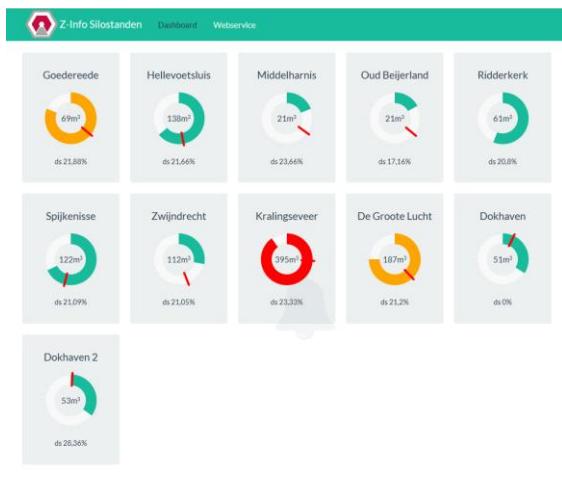 Z-Info Silostanden Dashboard Webservice
Goedereede Hellevoetsluis Middelharnis Oud Beijerland Ridderkerk
69m³ 138m³ 21m³ 21m³ 61m³
ds 21,88% ds 21,66% ds 23,66% ds 17,16% ds 20,8%
Spijkenisse Zwijndrecht Kralingseveer De Groote Lucht Dokhaven
122m³ 112m³ 395m³ 187m³ 51m³
ds 21,09% ds 21,05% ds 23,33% ds 21,2% ds 0%
Dokhaven 2
53m³
ds 28,36%